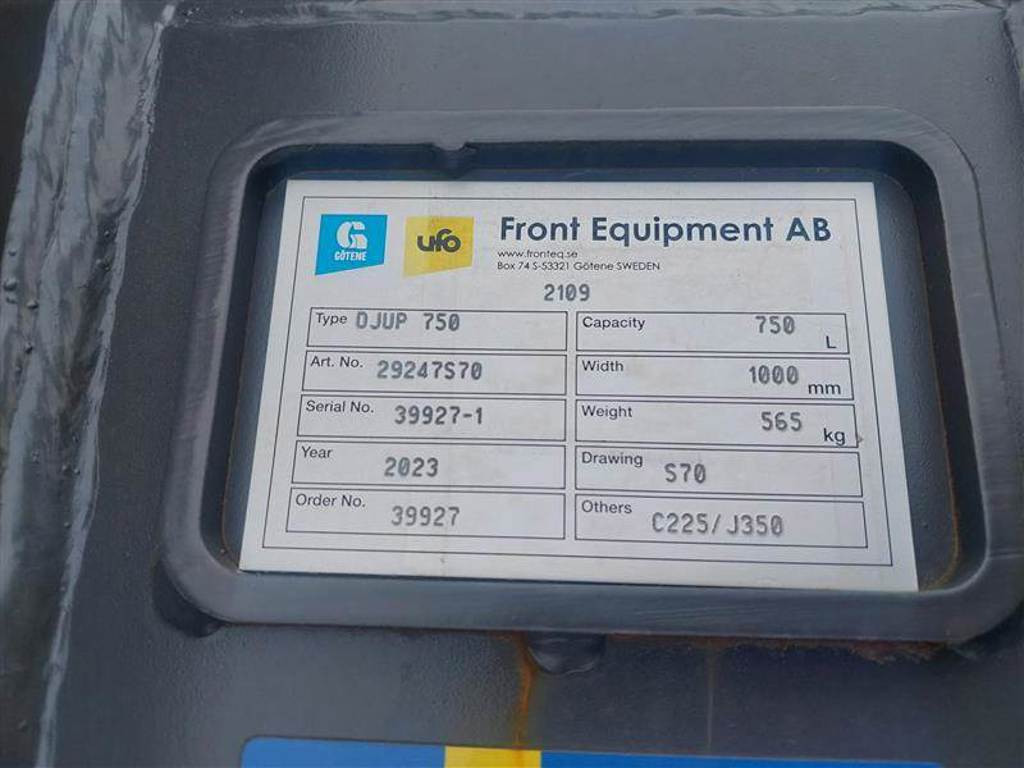 GÖTENE
ufo
Front Equipment AB
www.fronteq.se
Box 74 S-53321 Götene SWEDEN
2109
Type DJUP 750
Capacity 750 L
Art. No. 29247S70
Width 1000 mm
Serial No. 39927-1
Weight 565 kg
Year 2023
Drawing S70
Order No. 39927
Others C225/J350